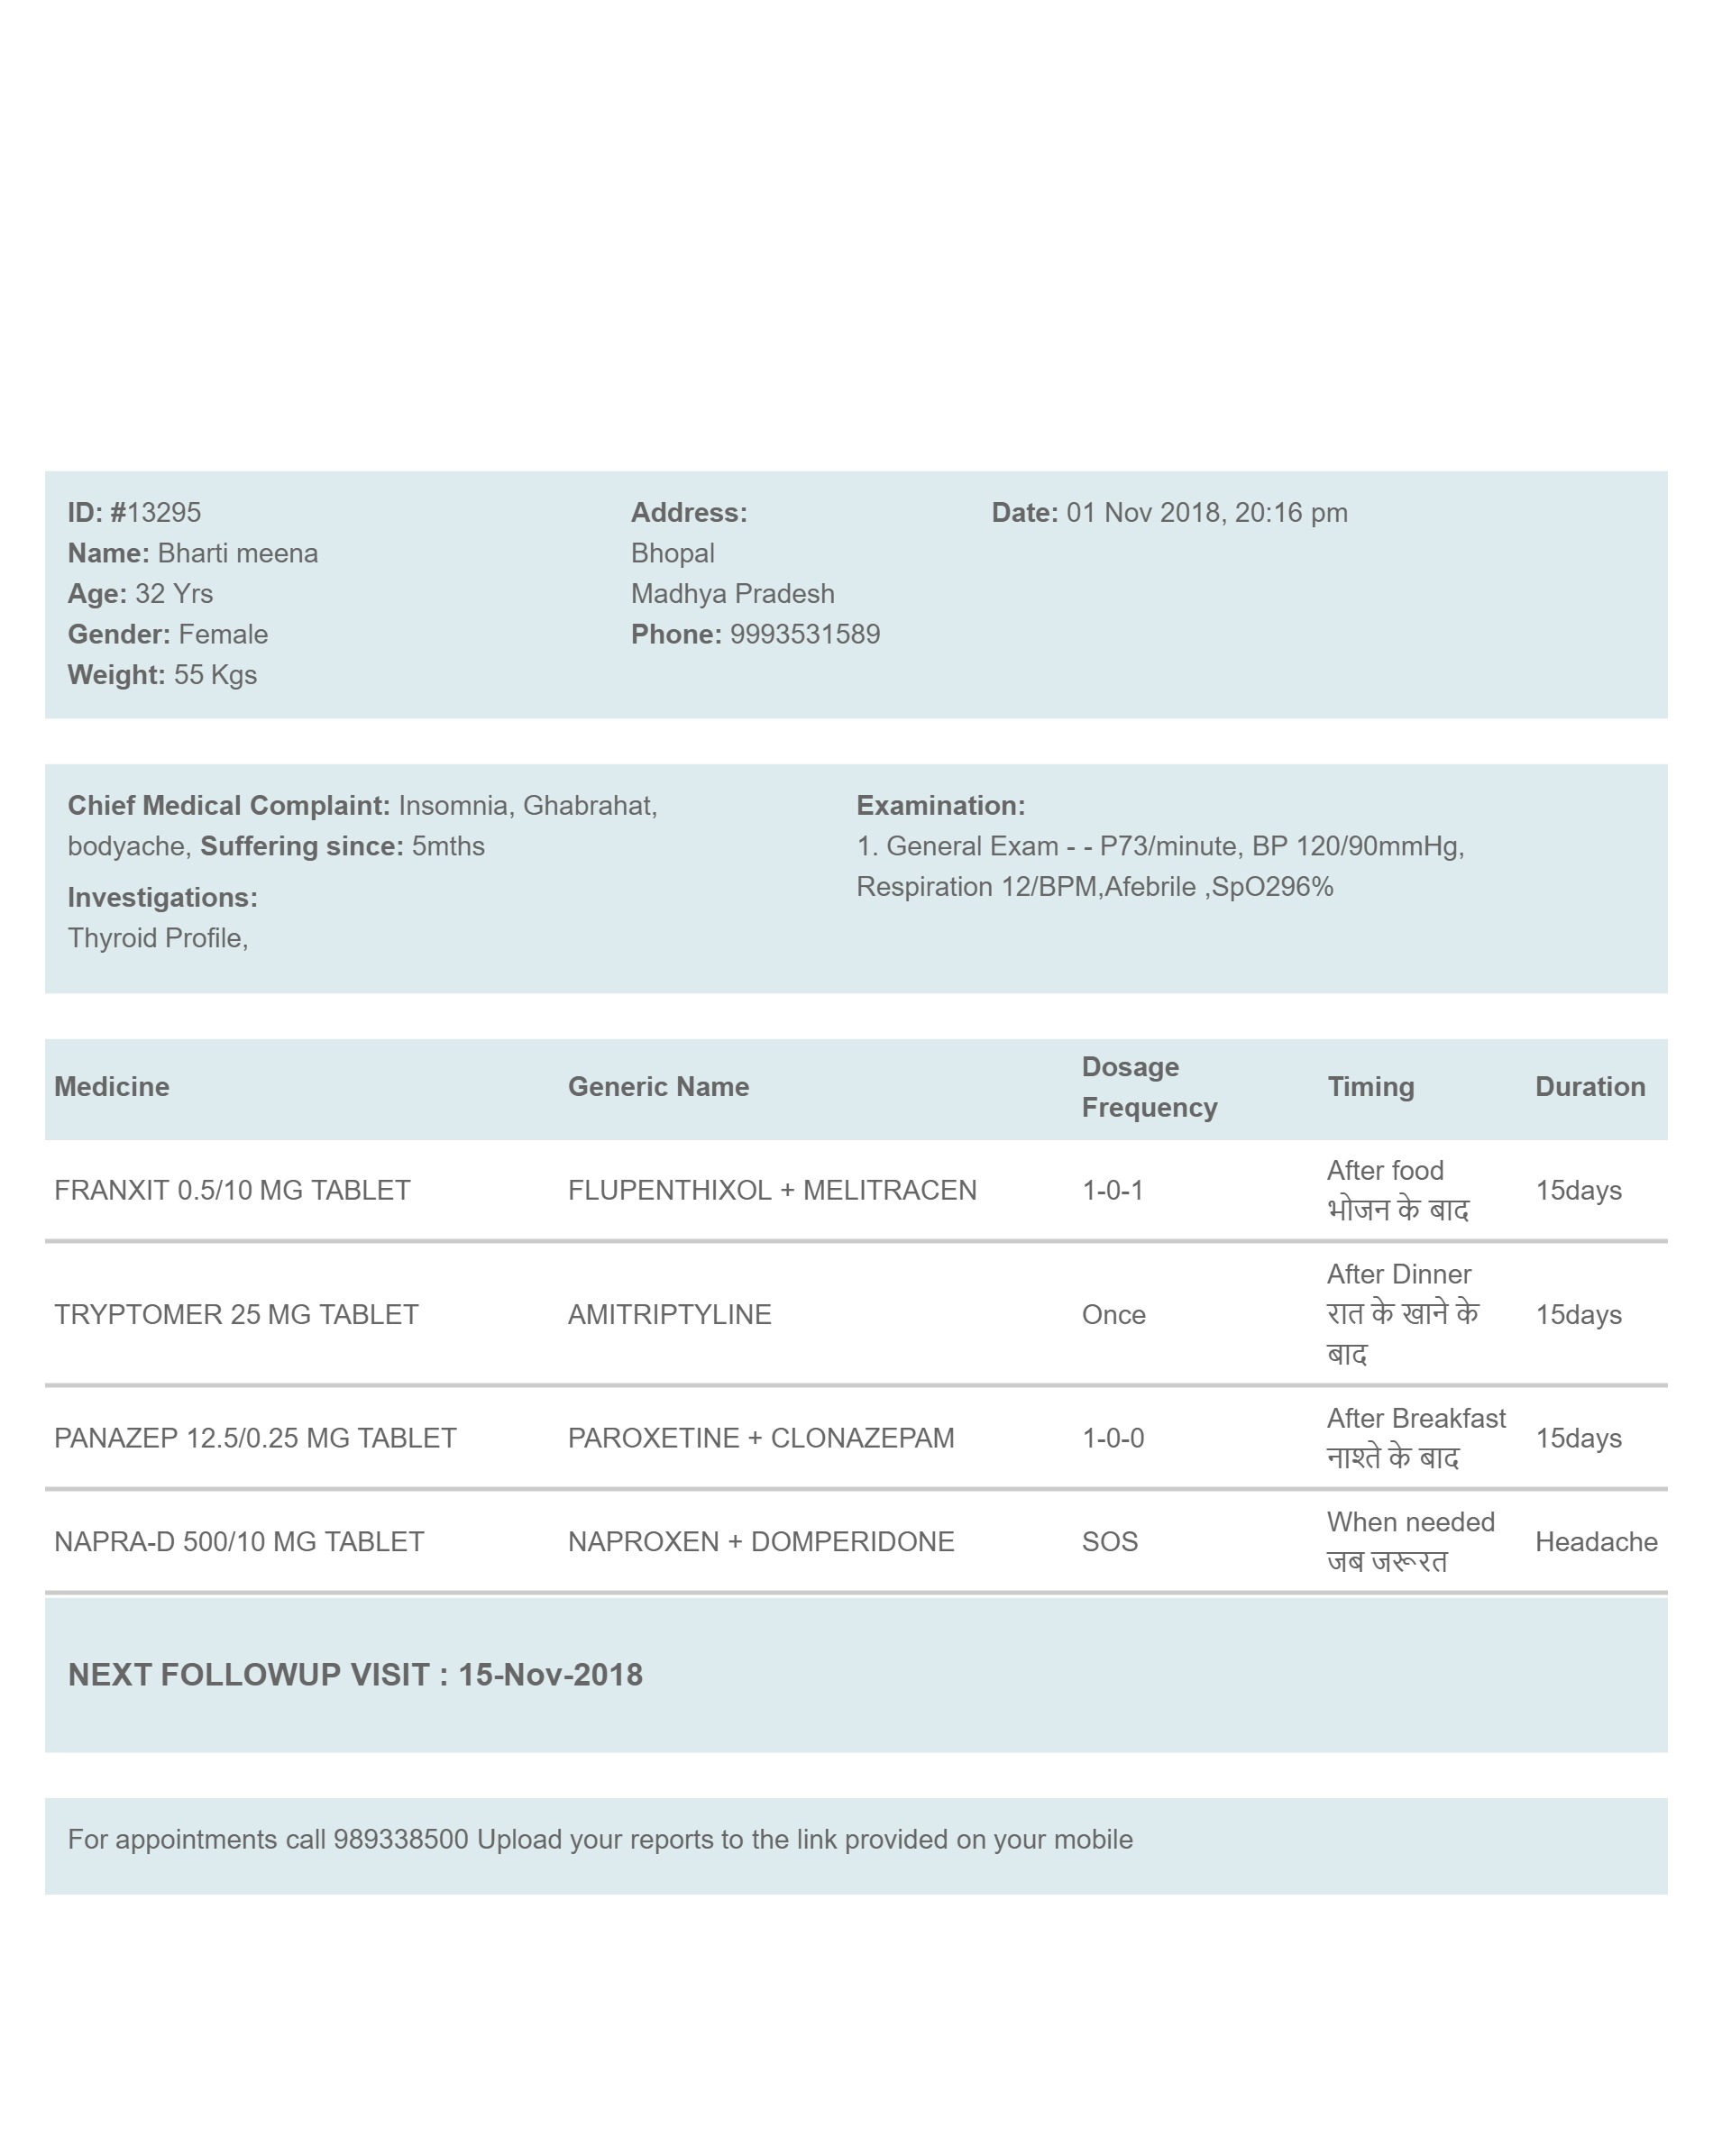 ID: #13295
Name: Bharti meena
Age: 32 Yrs
Gender: Female
Weight: 55 Kgs
Address:
Bhopal
Madhya Pradesh
Phone: 9993531589
Date: 01 Nov 2018, 20:16 pm
Chief Medical Complaint: Insomnia, Ghabrahat,
bodyache, Suffering since: 5mths
Investigations:
Thyroid Profile,
Examination:
1. General Exam - - P73/minute, BP 120/90mmHg,
Respiration 12/BPM,Afebrile ,SpO296%
Medicine Generic Name Dosage Frequency Timing Duration
FRANXIT 0.5/10 MG TABLET FLUPENTHIXOL + MELITRACEN 1-0-1 After food भोजन के बाद 15days
TRYPTOMER 25 MG TABLET AMITRIPTYLINE Once After Dinner रात के खाने के बाद 15days
PANAZEP 12.5/0.25 MG TABLET PAROXETINE + CLONAZEPAM 1-0-0 After Breakfast नाश्ते के बाद 15days
NAPRA-D 500/10 MG TABLET NAPROXEN + DOMPERIDONE SOS When needed जब जरूरत Headache
NEXT FOLLOWUP VISIT : 15-Nov-2018
For appointments call 989338500 Upload your reports to the link provided on your mobile